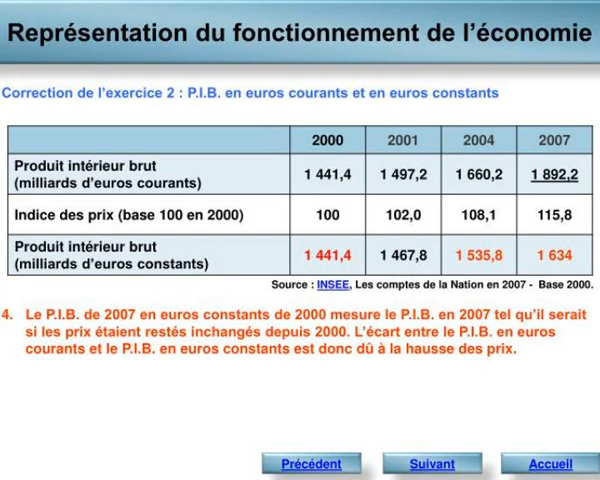 Représentation du fonctionnement de l’économie
Correction de l’exercice 2 : P.I.B. en euros courants et en euros constants
2000 2001 2004 2007
Produit intérieur brut
(milliards d’euros courants) 1 441,4 1 497,2 1 660,2 1 892,2
Indice des prix (base 100 en 2000) 100 102,0 108,1 115,8
Produit intérieur brut
(milliards d’euros constants) 1 441,4 1 467,8 1 535,8 1 634
Source : INSEE, Les comptes de la Nation en 2007 - Base 2000.
4. Le P.I.B. de 2007 en euros constants de 2000 mesure le P.I.B. en 2007 tel qu’il serait
si les prix étaient restés inchangés depuis 2000. L’écart entre le P.I.B. en euros
courants et le P.I.B. en euros constants est donc dû à la hausse des prix.
Précédent Suivant Accueil